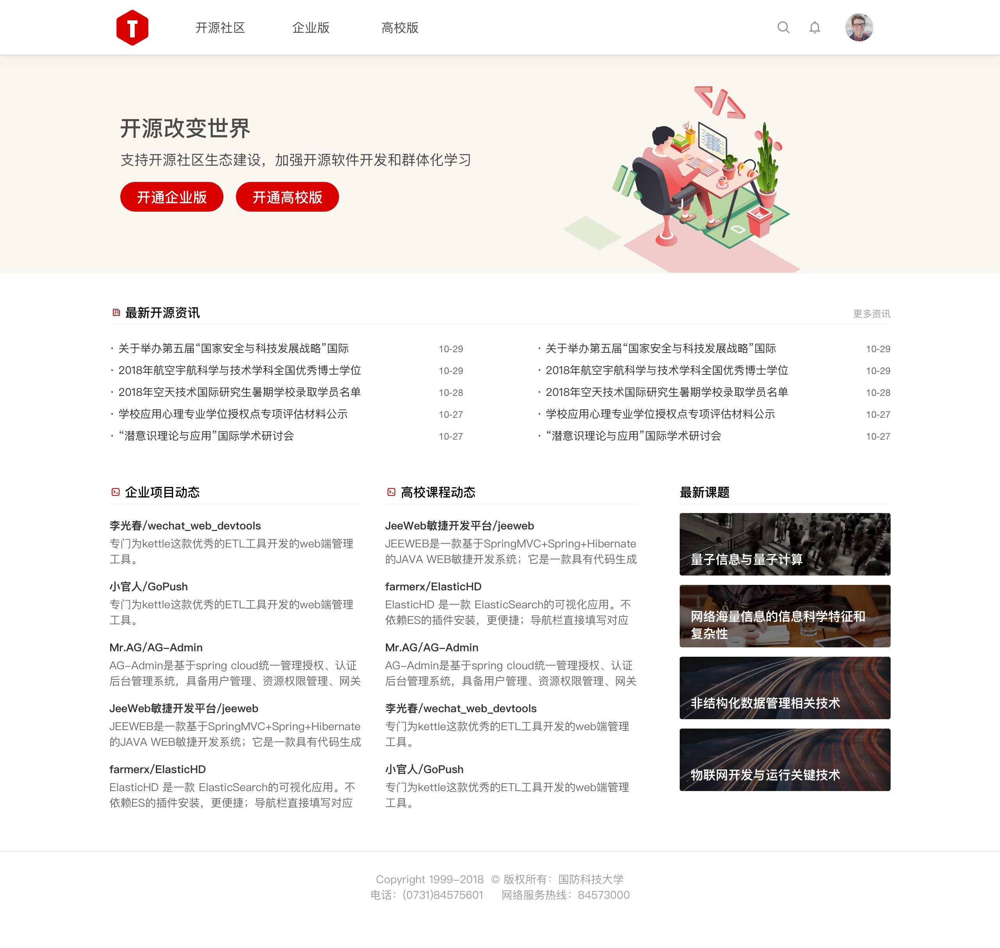 T
开源社区
企业版
高校版
开源改变世界
支持开源社区生态建设，加强开源软件开发和群体化学习
开通企业版
开通高校版
最新开源资讯
更多资讯
· 关于举办第五届“国家安全与科技发展战略”国际 10-29
· 2018年航空宇航科学与技术学科全国优秀博士学位 10-29
· 2018年空天技术国际研究生暑期学校录取学员名单 10-28
· 学校应用心理专业学位授权点专项评估材料公示 10-27
· “潜意识理论与应用”国际学术研讨会 10-27
· 关于举办第五届“国家安全与科技发展战略”国际 10-29
· 2018年航空宇航科学与技术学科全国优秀博士学位 10-29
· 2018年空天技术国际研究生暑期学校录取学员名单 10-28
· 学校应用心理专业学位授权点专项评估材料公示 10-27
· “潜意识理论与应用”国际学术研讨会 10-27
企业项目动态
李光春/wechat_web_devtools
专门为kettle这款优秀的ETL工具开发的web端管理
工具。
小官人/GoPush
专门为kettle这款优秀的ETL工具开发的web端管理
工具。
Mr.AG/AG-Admin
AG-Admin是基于spring cloud统一管理授权、认证
后台管理系统，具备用户管理、资源权限管理、网关
JeeWeb敏捷开发平台/jeeweb
JEEWEB是一款基于SpringMVC+Spring+Hibernate
的JAVA WEB敏捷开发系统；它是一款具有代码生成
farmerx/ElasticHD
ElasticHD 是一款 ElasticSearch的可视化应用。不
依赖ES的插件安装，更便捷；导航栏直接填写对应
高校课程动态
JeeWeb敏捷开发平台/jeeweb
JEEWEB是一款基于SpringMVC+Spring+Hibernate
的JAVA WEB敏捷开发系统；它是一款具有代码生成
farmerx/ElasticHD
ElasticHD 是一款 ElasticSearch的可视化应用。不
依赖ES的插件安装，更便捷；导航栏直接填写对应
Mr.AG/AG-Admin
AG-Admin是基于spring cloud统一管理授权、认证
后台管理系统，具备用户管理、资源权限管理、网关
李光春/wechat_web_devtools
专门为kettle这款优秀的ETL工具开发的web端管理
工具。
小官人/GoPush
专门为kettle这款优秀的ETL工具开发的web端管理
工具。
最新课题
量子信息与量子计算
网络海量信息的信息科学特征和
复杂性
非结构化数据管理相关技术
物联网开发与运行关键技术
Copyright 1999-2018 © 版权所有：国防科技大学
电话：(0731)84575601 网络服务热线：84573000